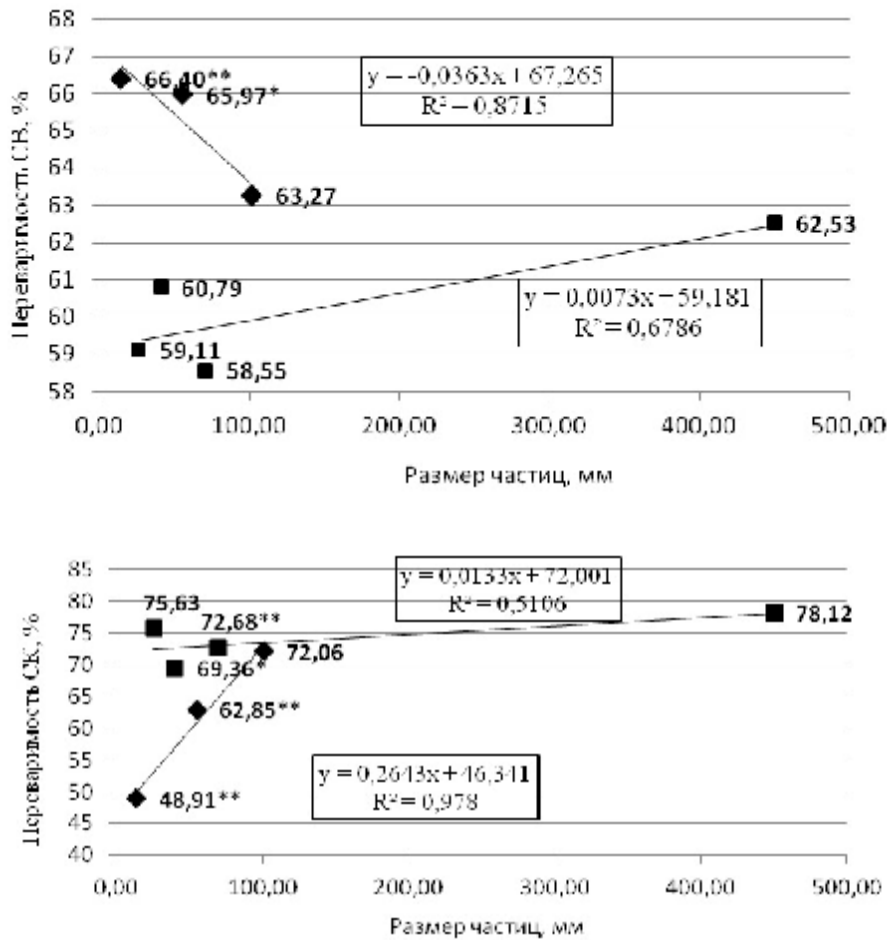 68
67
66
65
64
63
62
61
60
59
58
Переваримость СВ, %
66,40**
65,97*
63,27
60,79
59,11
58,55
62,53
y = -0,0363x + 67,265
R² = 0,8715
y = 0,0073x + 59,181
R² = 0,6786
0,00 100,00 200,00 300,00 400,00 500,00
Размер частиц, мм
85
80
75
70
65
60
55
50
45
40
Переваримость СК, %
75,63
72,68**
69,36*
72,06
62,85**
48,91**
78,12
y = 0,0133x + 72,001
R² = 0,5106
y = 0,2643x + 46,341
R² = 0,978
0,00 100,00 200,00 300,00 400,00 500,00
Размер частиц, мм